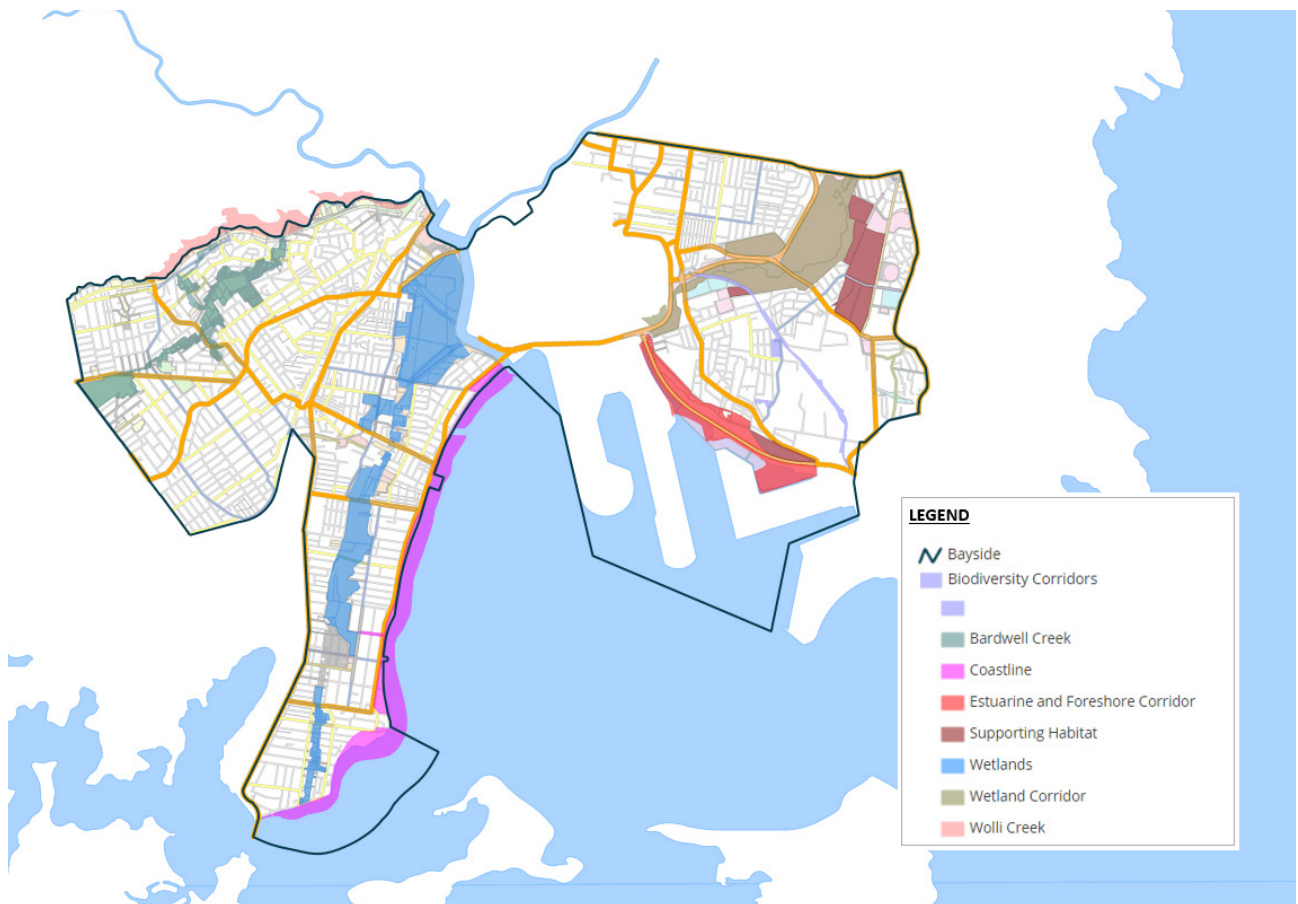 LEGEND
Bayside
Biodiversity Corridors
Bardwell Creek
Coastline
Estuarine and Foreshore Corridor
Supporting Habitat
Wetlands
Wetland Corridor
Wolli Creek